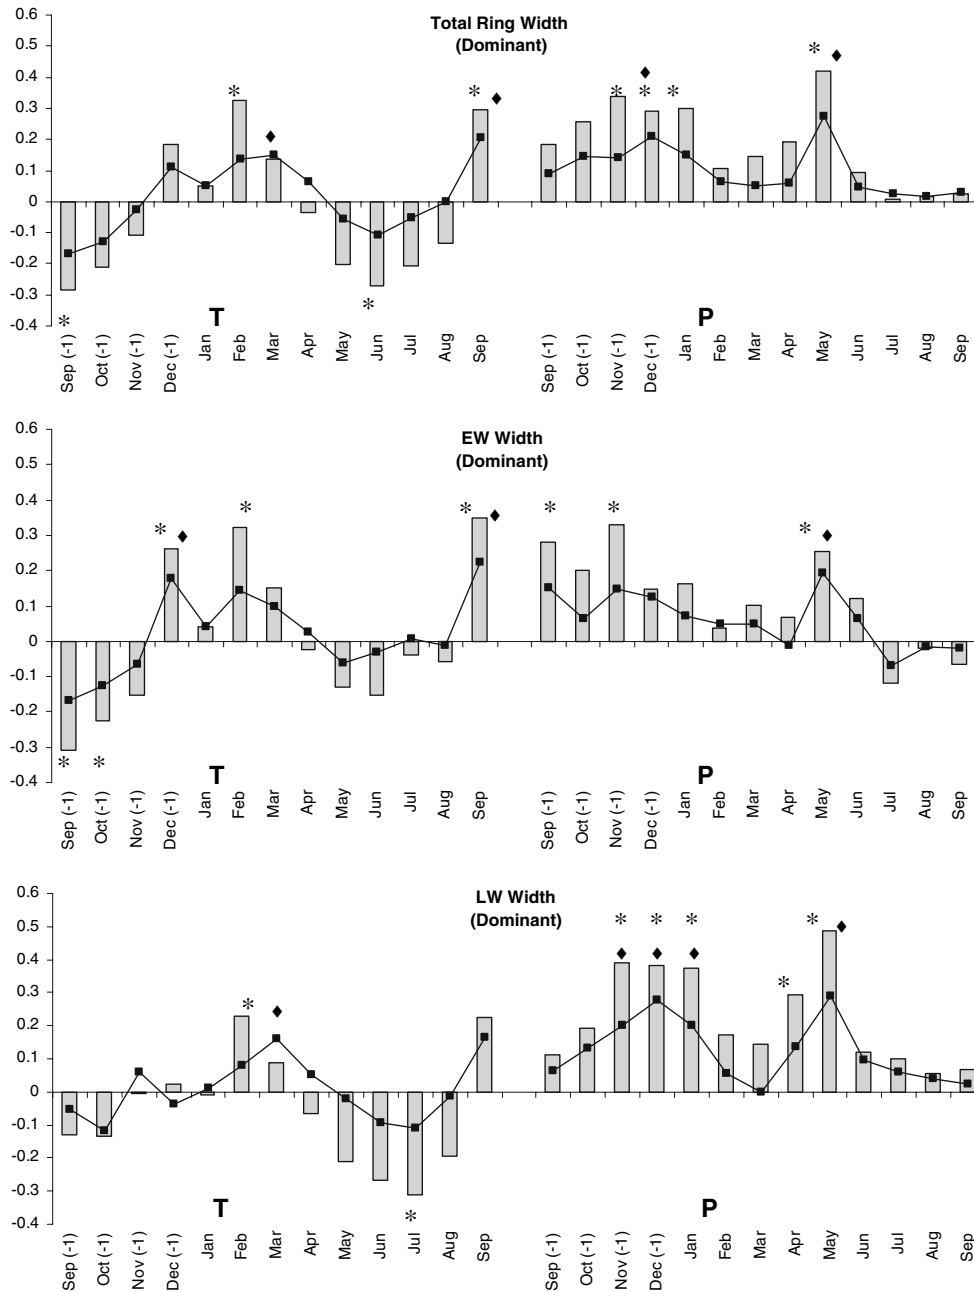 Total Ring Width
(Dominant)
0.6
0.5
0.4
0.3
0.2
0.1
0
-0.1
-0.2
-0.3
-0.4
* * * * * * * *
T P
Sep (-1) Oct (-1) Nov (-1) Dec (-1) Jan Feb Mar Apr May Jun Jul Aug Sep Sep (-1) Oct (-1) Nov (-1) Dec (-1) Jan Feb Mar Apr May Jun Jul Aug Sep
EW Width
(Dominant)
0.6
0.5
0.4
0.3
0.2
0.1
0
-0.1
-0.2
-0.3
-0.4
* * * * * * * *
T P
Sep (-1) Oct (-1) Nov (-1) Dec (-1) Jan Feb Mar Apr May Jun Jul Aug Sep Sep (-1) Oct (-1) Nov (-1) Dec (-1) Jan Feb Mar Apr May Jun Jul Aug Sep
LW Width
(Dominant)
0.6
0.5
0.4
0.3
0.2
0.1
0
-0.1
-0.2
-0.3
-0.4
* * * * * * *
T P
Sep (-1) Oct (-1) Nov (-1) Dec (-1) Jan Feb Mar Apr May Jun Jul Aug Sep Sep (-1) Oct (-1) Nov (-1) Dec (-1) Jan Feb Mar Apr May Jun Jul Aug Sep